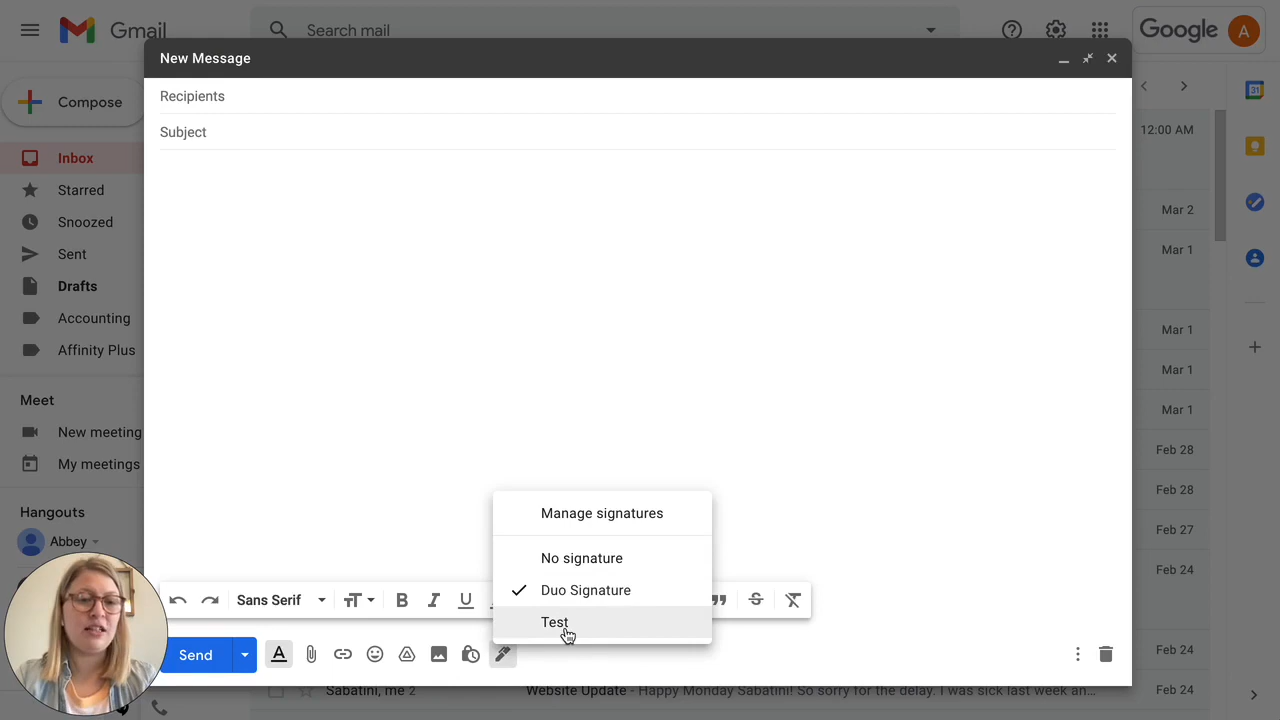 Gmail
Search mail
Google
A
New Message
Compose
Recipients
Subject
12:00 AM
Inbox
Starred
Mar 2
Snoozed
Mar 1
Sent
Drafts
Accounting
Mar 1
Affinity Plus
Mar 1
Meet
Mar 1
New meeting
Feb 28
My meetings
Feb 28
Hangouts
Manage signatures
Feb 27
Abbey
No signature
Feb 24
Duo Signature
Sans Serif
B I U
Test
Send
A
Feb 24
Sabatini, me 2
Website Update - Happy Monday Sabatini! So sorry for the delay. I was sick last week an...
Feb 24
31